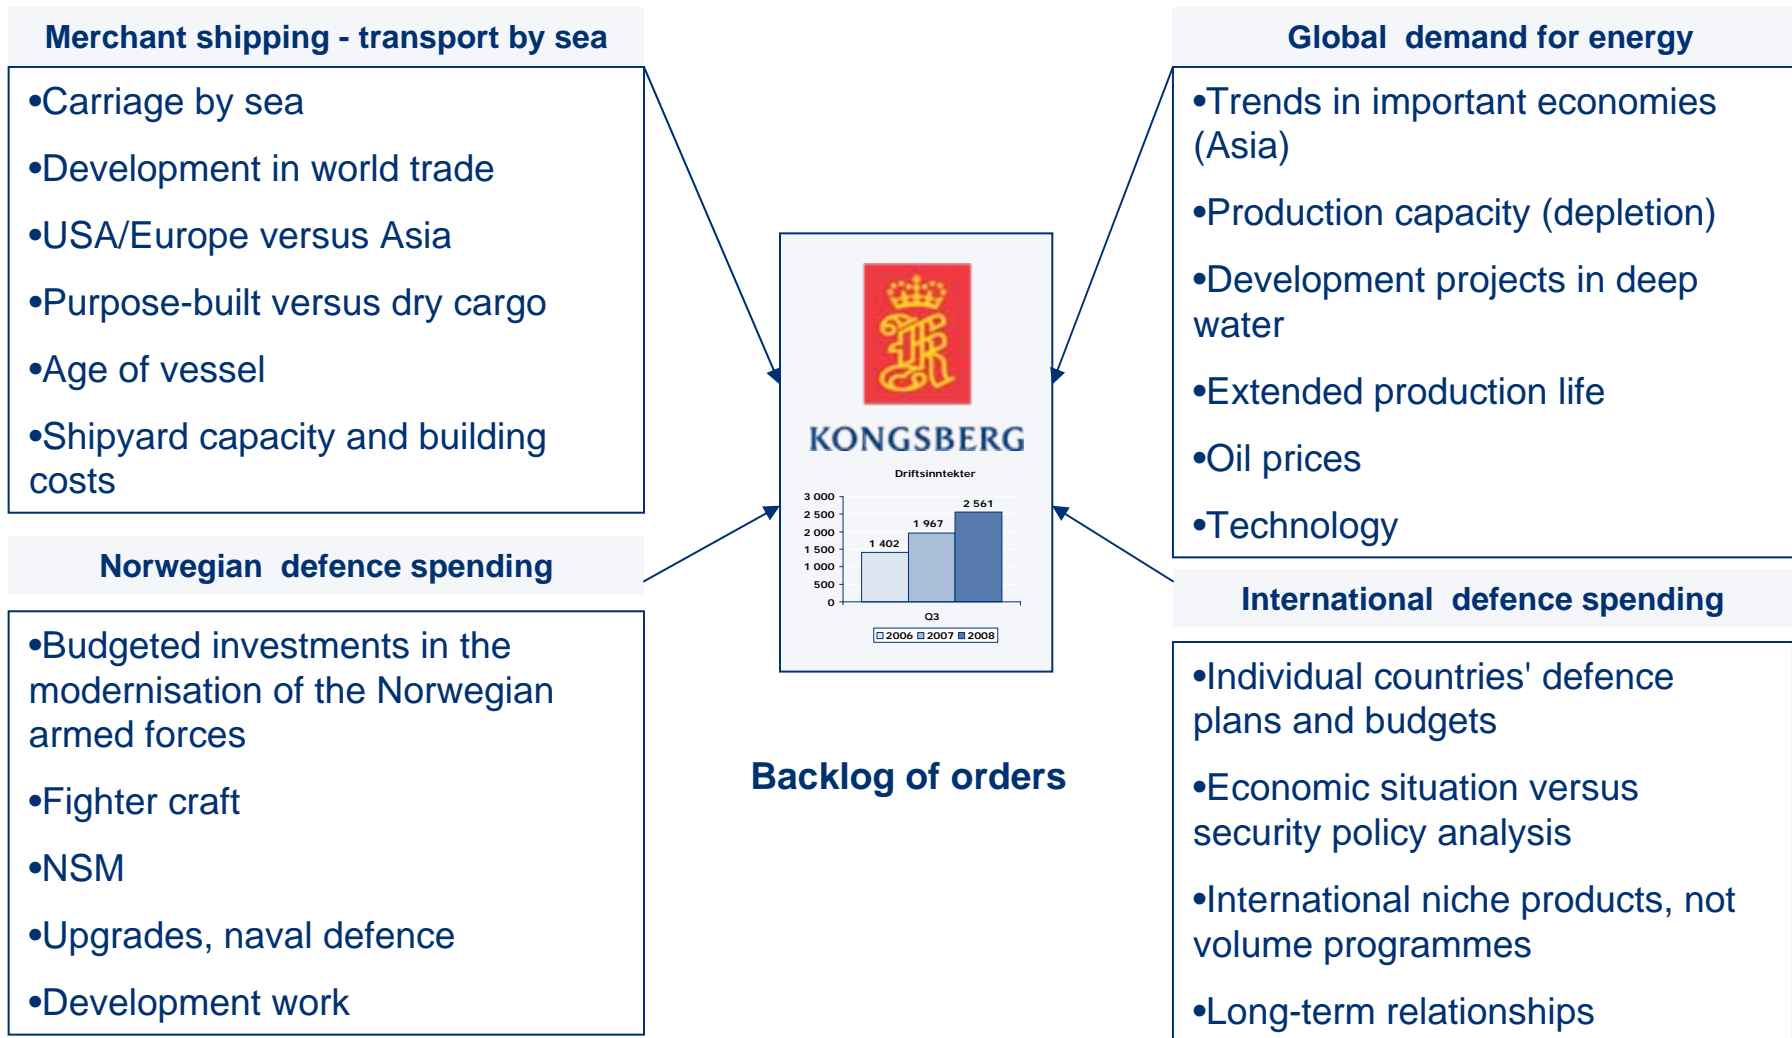 Merchant shipping - transport by sea
•Carriage by sea
•Development in world trade
•USA/Europe versus Asia
•Purpose-built versus dry cargo
•Age of vessel
•Shipyard capacity and building
costs
Norwegian defence spending
•Budgeted investments in the
modernisation of the Norwegian
armed forces
•Fighter craft
•NSM
•Upgrades, naval defence
•Development work
KONGSBERG
Driftsinntekter
3 000
2 500
2 000
1 500
1 000
500
0
1 402
1 967
2 561
Q3
2006 2007 2008
Backlog of orders
Global demand for energy
•Trends in important economies
(Asia)
•Production capacity (depletion)
•Development projects in deep
water
•Extended production life
•Oil prices
•Technology
International defence spending
•Individual countries' defence
plans and budgets
•Economic situation versus
security policy analysis
•International niche products, not
volume programmes
•Long-term relationships